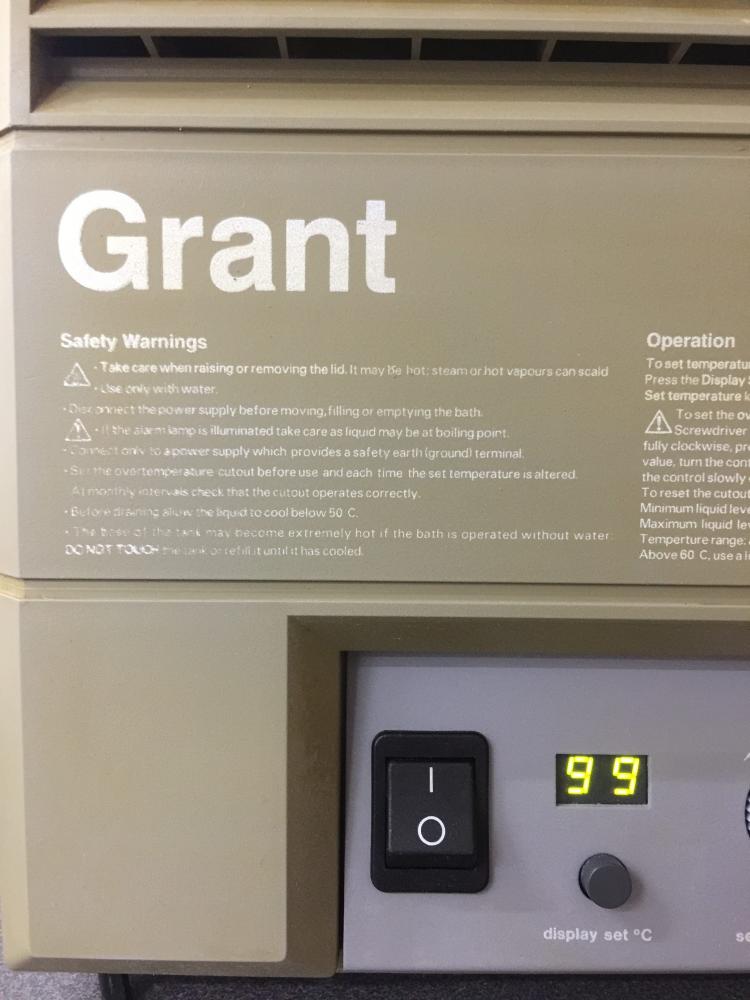 Grant
Safety Warnings
· Take care when raising or removing the lid. It may be hot: steam or hot vapours can scald
· Use only with water.
· Disconnect the power supply before moving, filling or emptying the bath.
· If the alarm lamp is illuminated take care as liquid may be at boiling point.
· Connect only to a power supply which provides a safety earth (ground) terminal.
· Set the overtemperature cutout before use and each time the set temperature is altered.
At monthly intervals check that the cutout operates correctly.
· Before draining allow the liquid to cool below 50 C.
· The base of the tank may become extremely hot if the bath is operated without water:
DO NOT TOUCH the tank or refill it until it has cooled.
Operation
To set temperatu
Press the Display
Set temperature k
To set the ov
Screwdriver
fully clockwise, pr
value, turn the con
the control slowly
To reset the cutout
Minimum liquid leve
Maximum liquid lev
Temperture range:
Above 60 C, use a li
99
I
O
display set °C
se